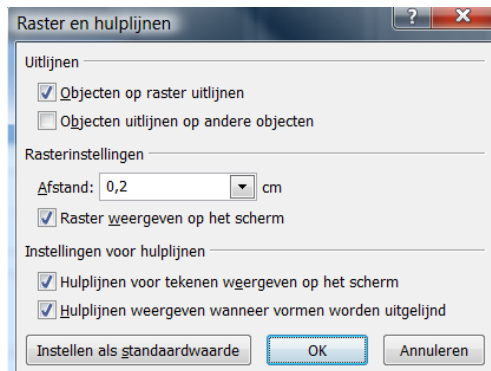 Raster en hulplijnen
?
Uitlijnen
Objecten op raster uitlijnen
Objecten uitlijnen op andere objecten
Rasterinstellingen
Afstand: 0,2 cm
Raster weergeven op het scherm
Instellingen voor hulplijnen
Hulplijnen voor tekenen weergeven op het scherm
Hulplijnen weergeven wanneer vormen worden uitgelijnd
Instellen als standaardwaarde OK Annuleren